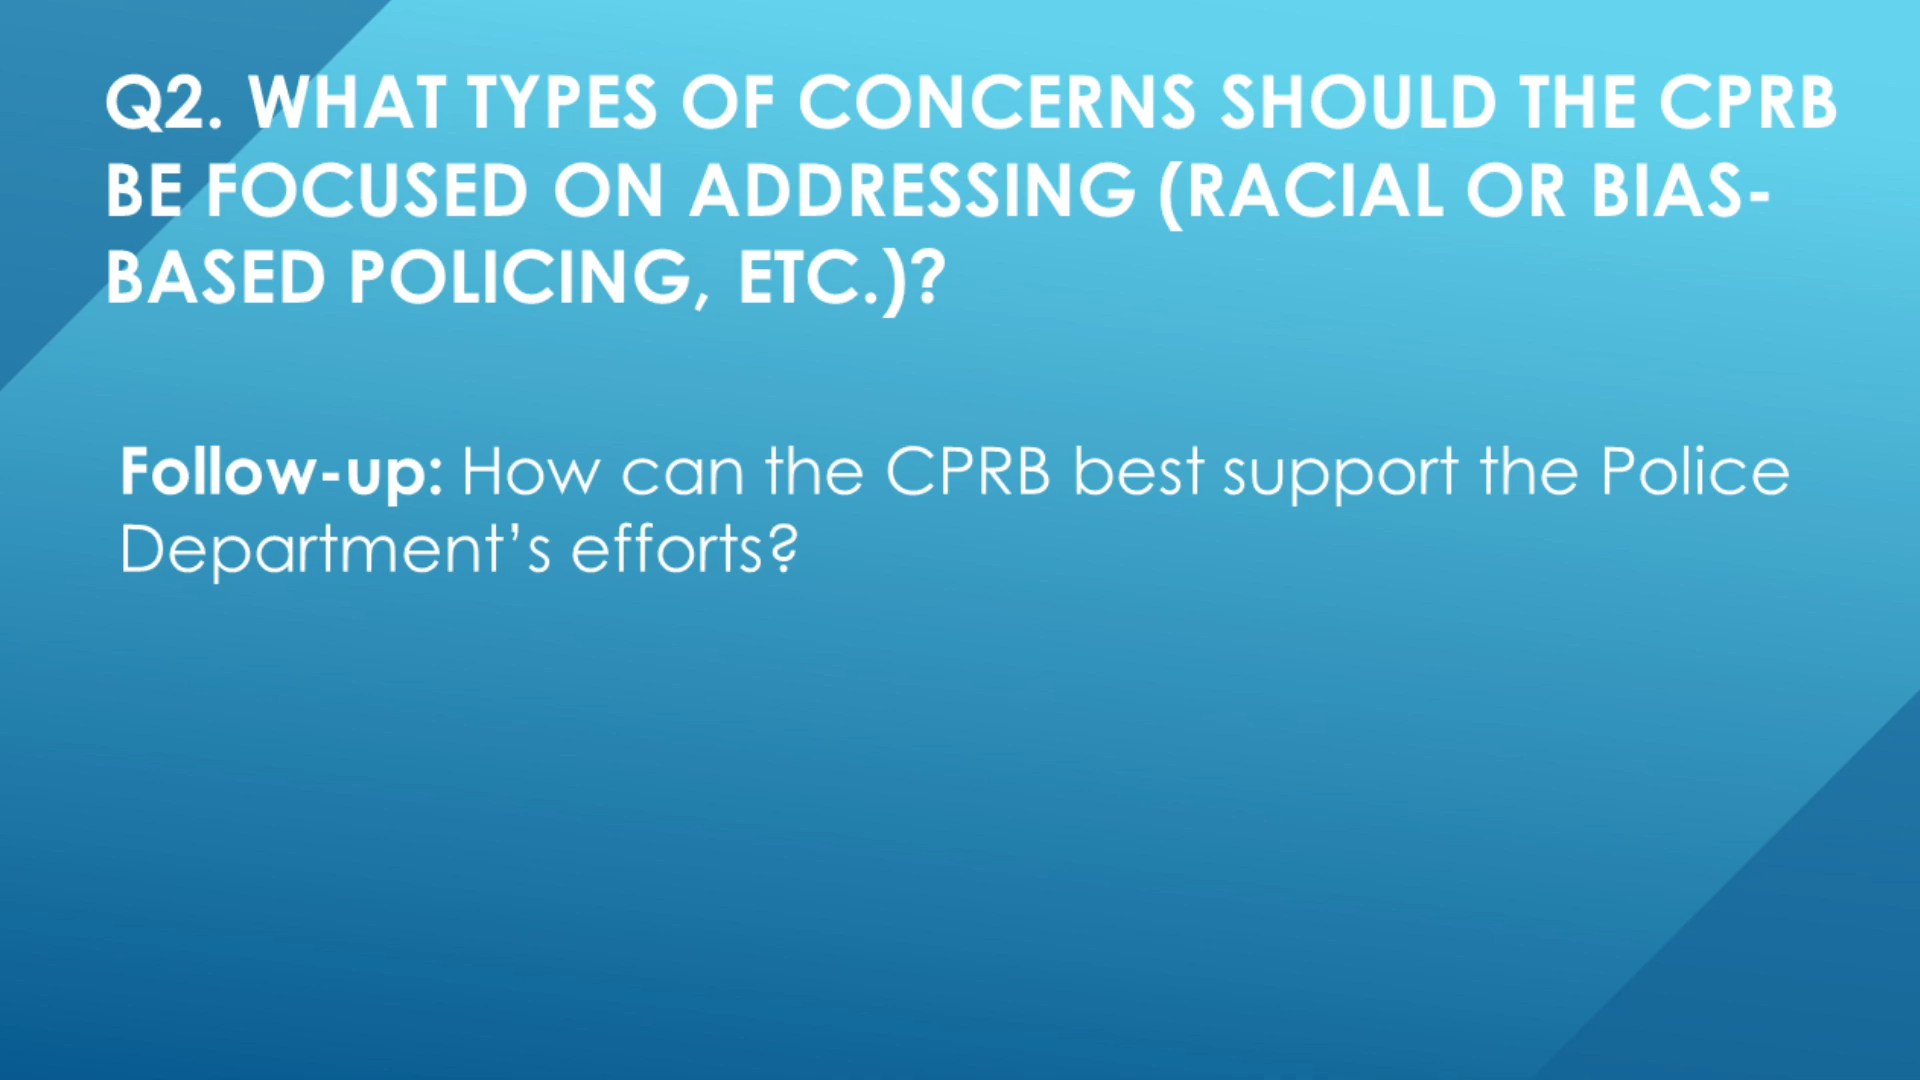 Q2. WHAT TYPES OF CONCERNS SHOULD THE CPRB
BE FOCUSED ON ADDRESSING (RACIAL OR BIAS-
BASED POLICING, ETC.)?
Follow-up: How can the CPRB best support the Police
Department’s efforts?